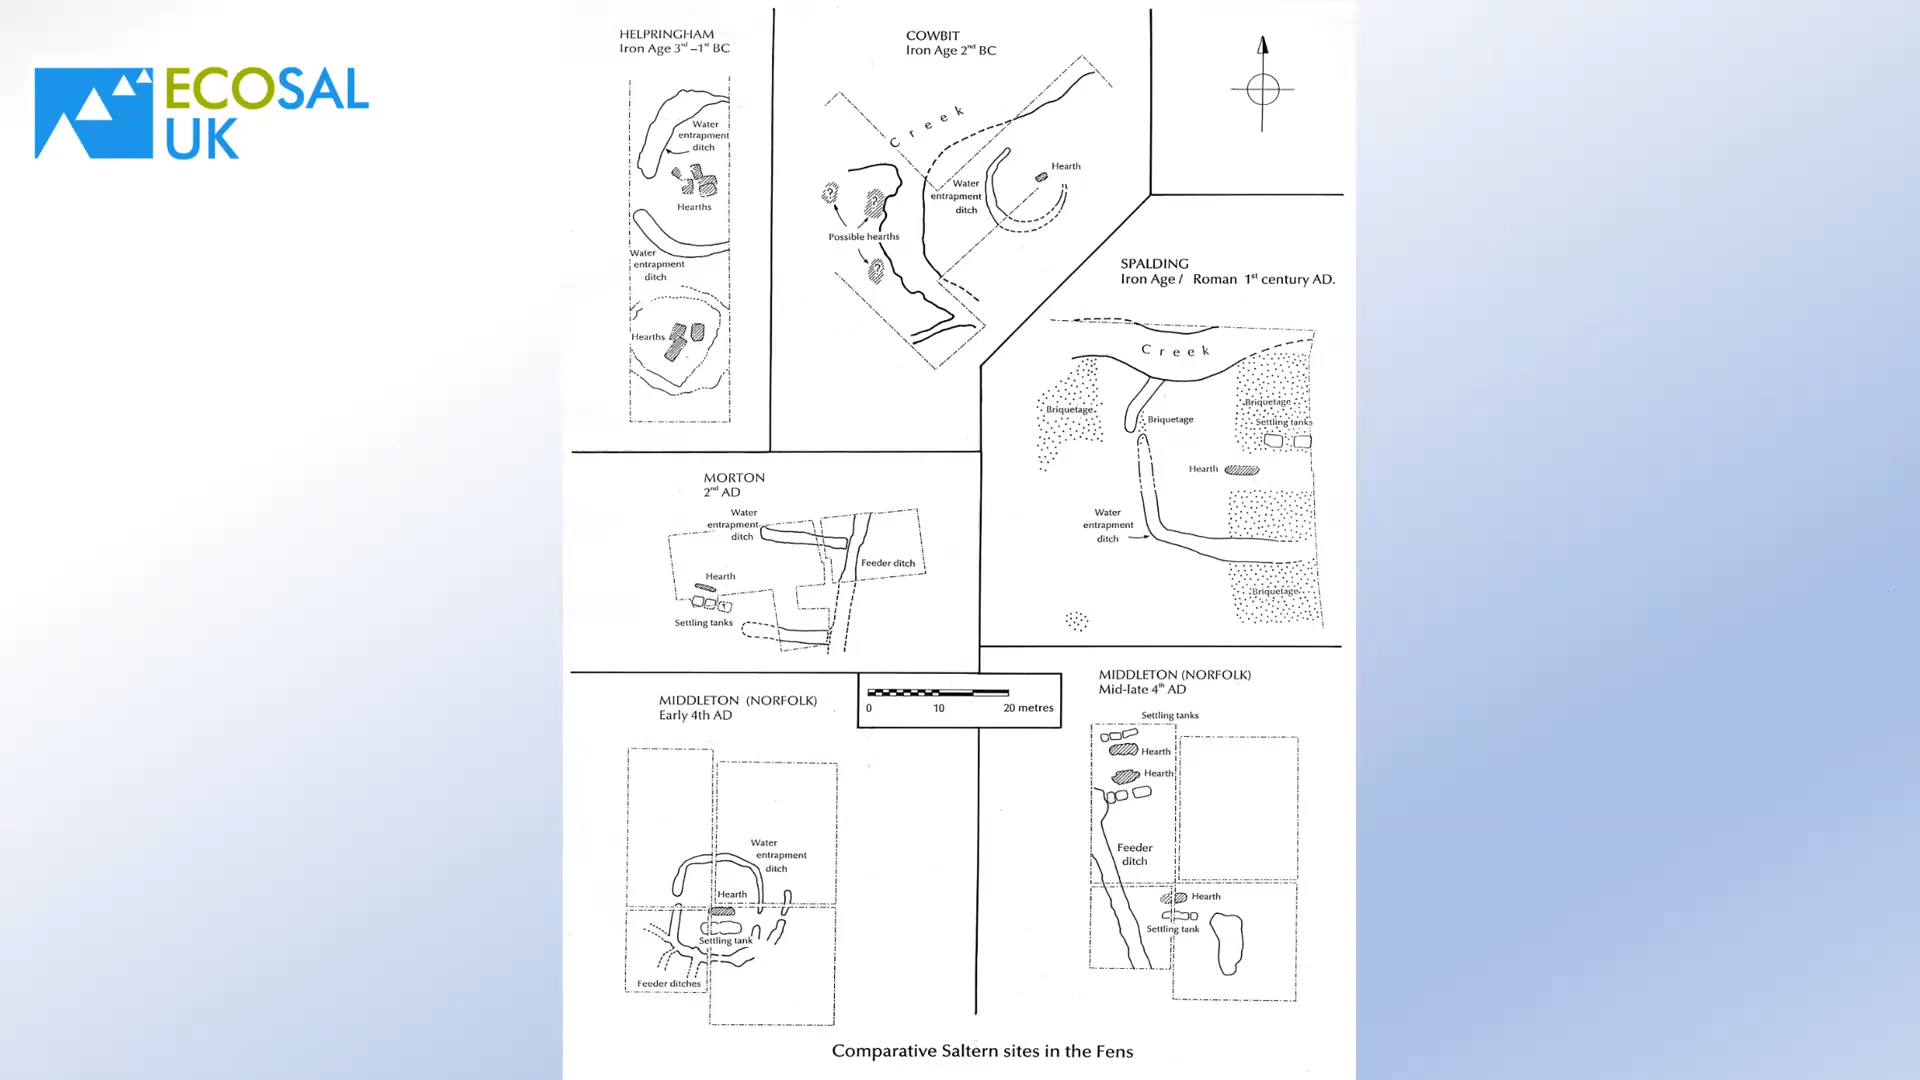 ECOSAL
UK
HELPRINGHAM
Iron Age 3rd –1st BC
Water
entrapment
ditch
Hearths
Water
entrapment
ditch
Hearths
COWBIT
Iron Age 2nd BC
Creek
Hearth
Water
entrapment
ditch
?
?
Possible hearths
?
SPALDING
Iron Age / Roman 1st century AD.
Creek
Briquetage
Briquetage
Briquetage
Settling tanks
Hearth
Water
entrapment
ditch
Briquetage
MORTON
2nd AD
Water
entrapment
ditch
Feeder ditch
Hearth
Settling tanks
0 10 20 metres
MIDDLETON (NORFOLK)
Early 4th AD
Water
entrapment
ditch
Hearth
Settling tank
Feeder ditches
MIDDLETON (NORFOLK)
Mid-late 4th AD
Settling tanks
Hearth
Hearth
Feeder
ditch
Hearth
Settling tank
Comparative Saltern sites in the Fens